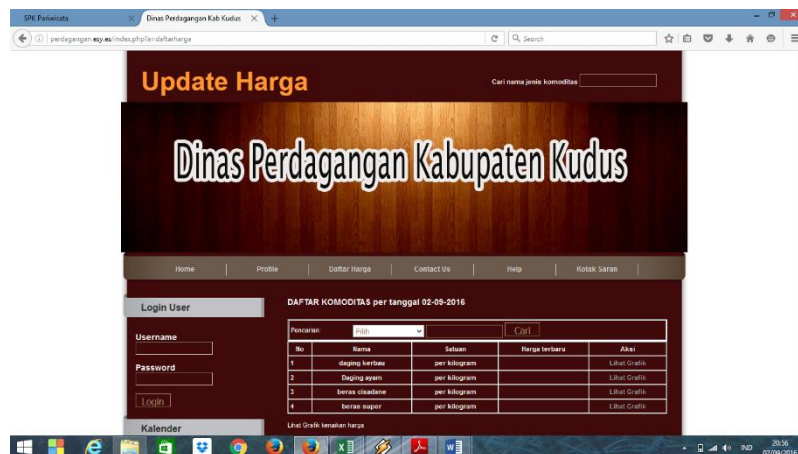 SPK Pariwisata
Dinas Perdagangan Kab Kudus
perdagangan.esy.es/index.php?a=daftarharga
Search
Update Harga
Cari nama jenis komoditas
Dinas Perdagangan Kabupaten Kudus
Home | Profile | Daftar Harga | Contact Us | Help | Kotak Saran |
Login User
Username
Password
Login
Kalender
DAFTAR KOMODITAS per tanggal 02-09-2016
Pencarian: Pilih Cari
No Nama Satuan Harga terbaru Aksi
1 daging kerbau per kilogram Lihat Grafik
2 Daging ayam per kilogram Lihat Grafik
3 beras cisadane per kilogram Lihat Grafik
4 beras super per kilogram Lihat Grafik
Lihat Grafik kenaikan harga
IND
20:56
02/09/2016